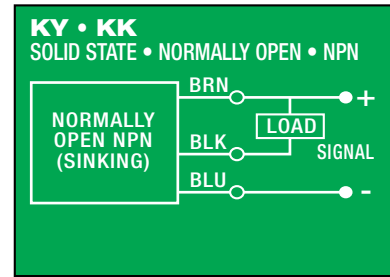 KY • KK
SOLID STATE • NORMALLY OPEN • NPN
BRN
+
NORMALLY
OPEN NPN
(SINKING)
LOAD
BLK
SIGNAL
BLU
-